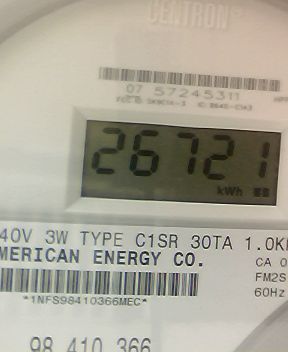 CENTRON®
07 57245311
26721
kWh
40V 3W TYPE C1SR 30TA 1.0K
MERICAN ENERGY CO.
CA 0
FM2S
60Hz
*1NFS98410366MEC*
98 410 366